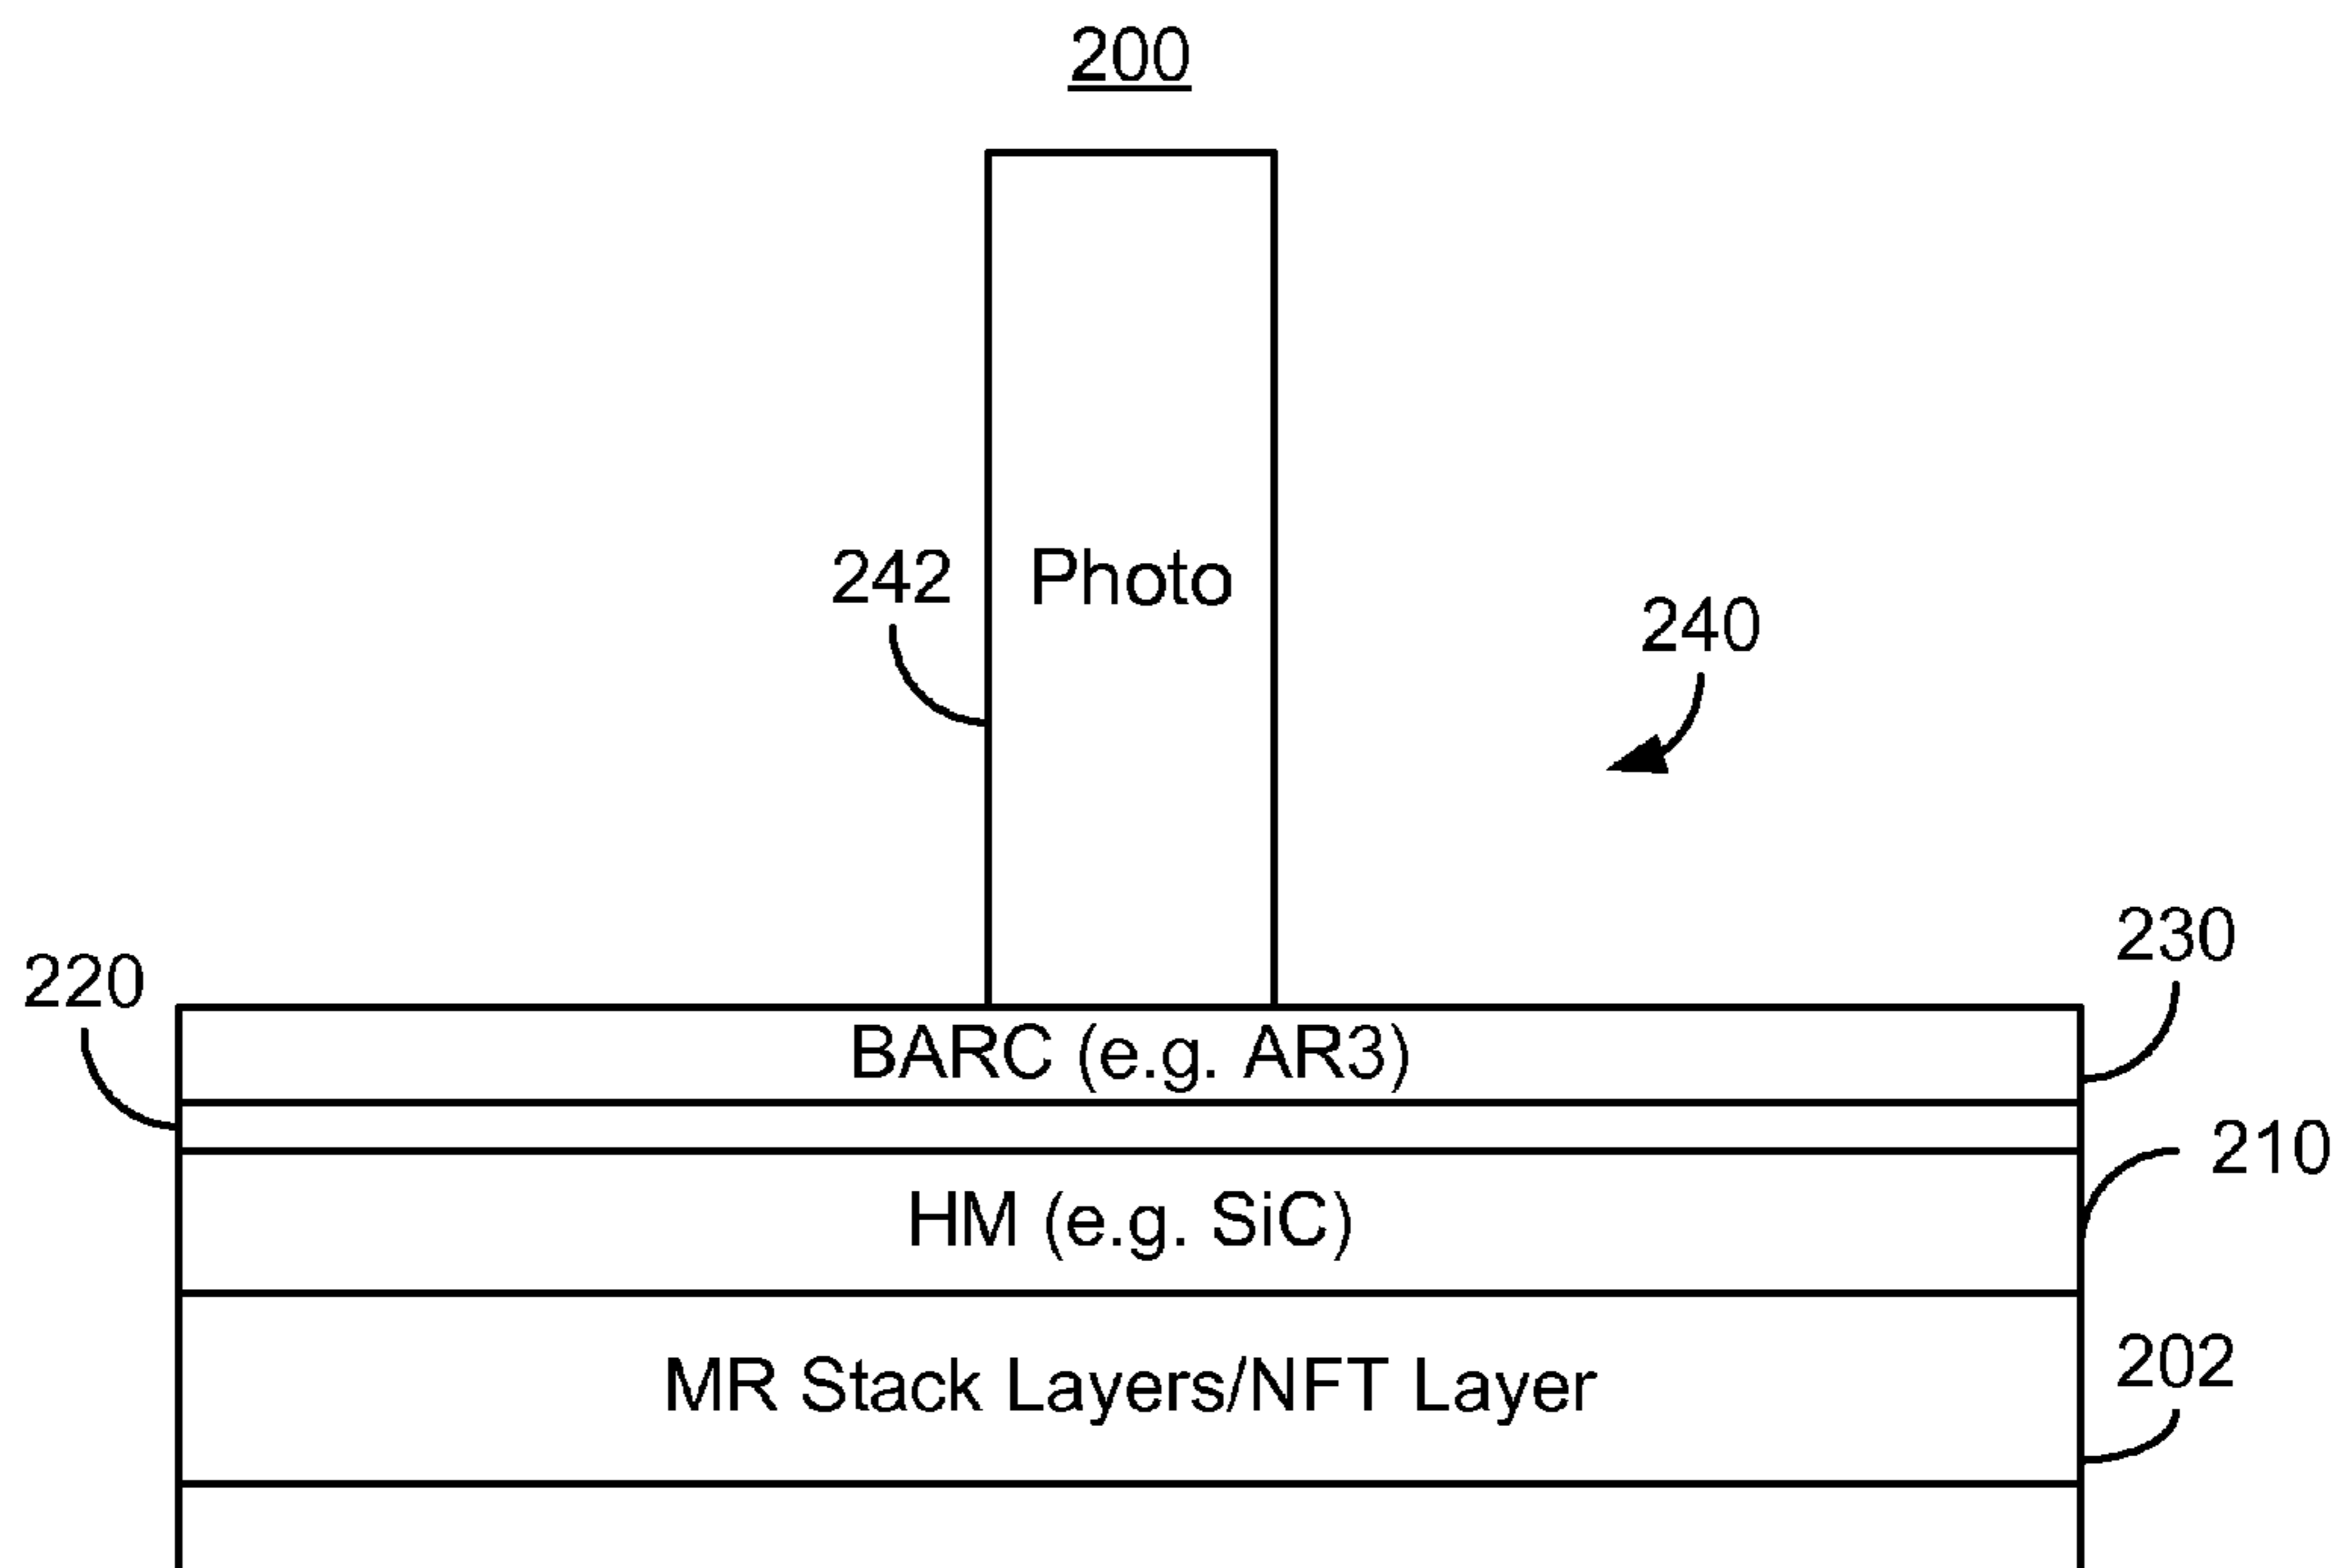 200
242
Photo
240
230
220
BARC (e.g. AR3)
210
HM (e.g. SiC)
202
MR Stack Layers/NFT Layer